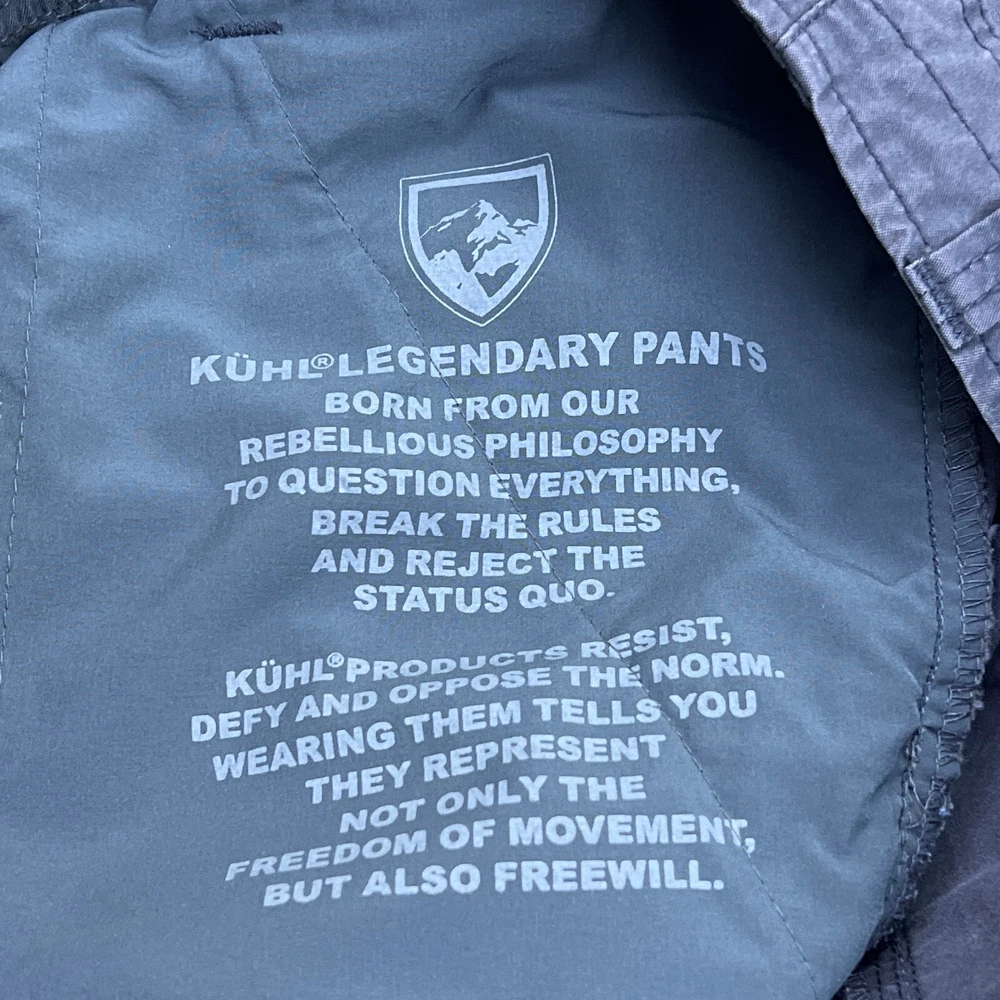 KÜHL® LEGENDARY PANTS
BORN FROM OUR
REBELLIOUS PHILOSOPHY
TO QUESTION EVERYTHING,
BREAK THE RULES
AND REJECT THE
STATUS QUO.
KÜHL® PRODUCTS RESIST,
DEFY AND OPPOSE THE NORM.
WEARING THEM TELLS YOU
THEY REPRESENT
NOT ONLY THE
FREEDOM OF MOVEMENT,
BUT ALSO FREEWILL.